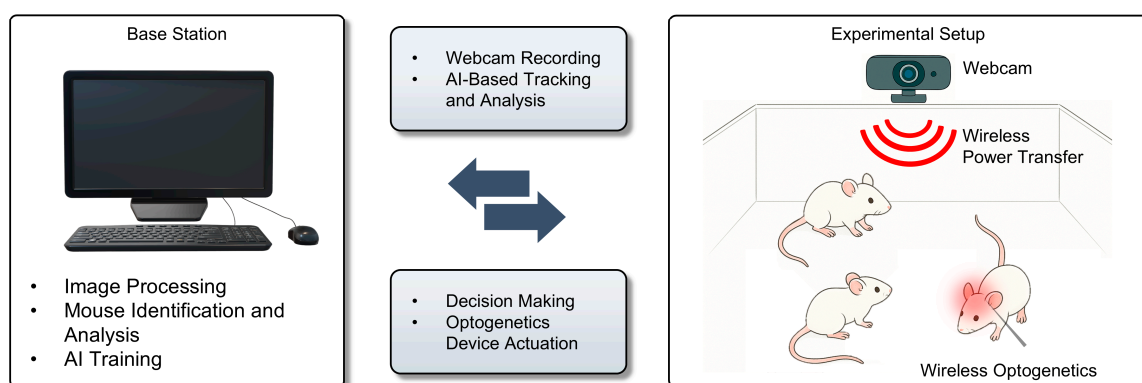 Base Station
Image Processing
Mouse Identification and
Analysis
AI Training
Webcam Recording
AI-Based Tracking
and Analysis
Decision Making
Optogenetics
Device Actuation
Experimental Setup
Webcam
Wireless
Power Transfer
Wireless Optogenetics